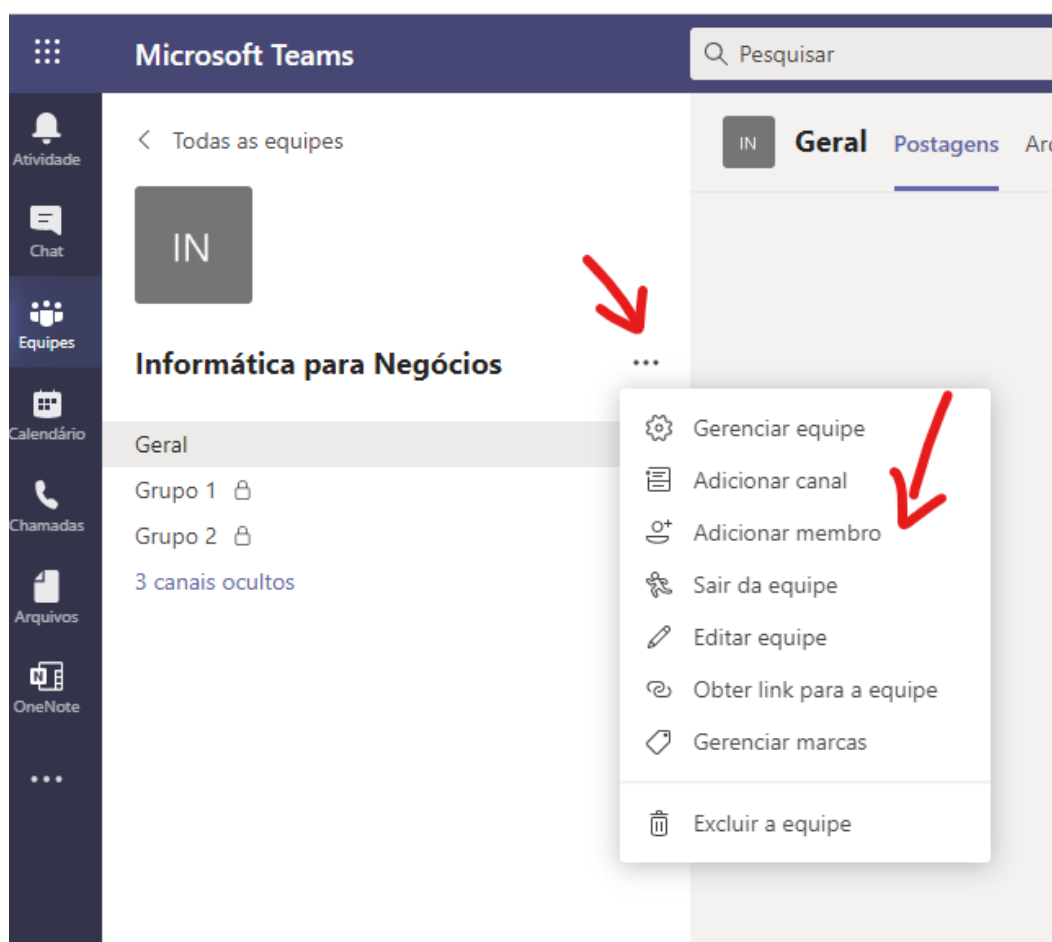 Microsoft Teams
Pesquisar
Atividade
Chat
Equipes
Calendário
Chamadas
Arquivos
N
OneNote
Todas as equipes
IN
Informática para Negócios
Geral
Grupo 1
Grupo 2
3 canais ocultos
IN
Geral
Postagens
Gerenciar equipe
Adicionar canal
Adicionar membro
Sair da equipe
Editar equipe
Obter link para a equipe
Gerenciar marcas
Excluir a equipe